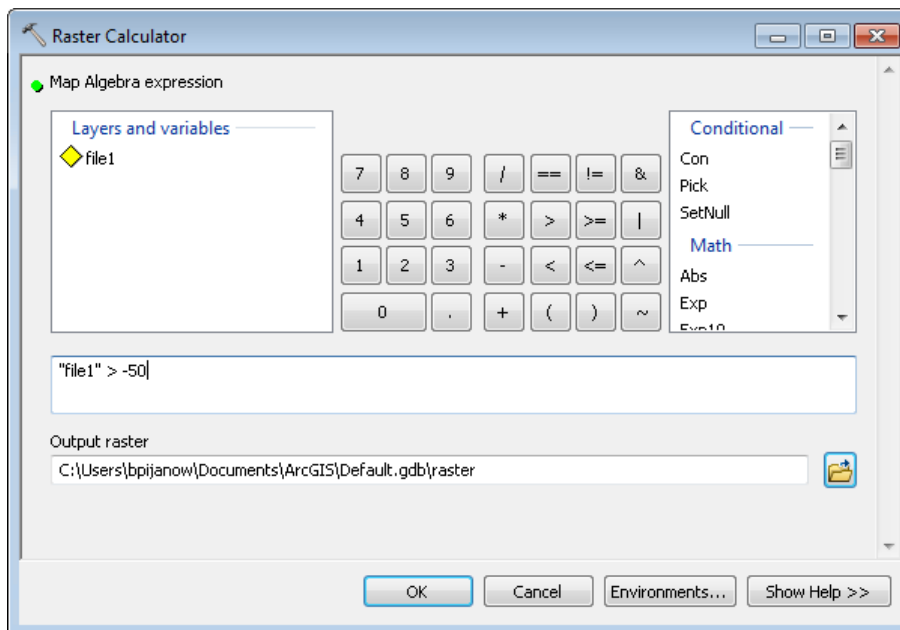 Raster Calculator
Map Algebra expression
Layers and variables
file1
7 8 9 / == != &
4 5 6 * > >= |
1 2 3 - < <= ^
0 . + ( ) ~
Conditional
Con
Pick
SetNull
Math
Abs
Exp
Exp10
"file1" > -50
Output raster
C:\Users\bpijanow\Documents\ArcGIS\Default.gdb\raster
OK Cancel Environments... Show Help >>